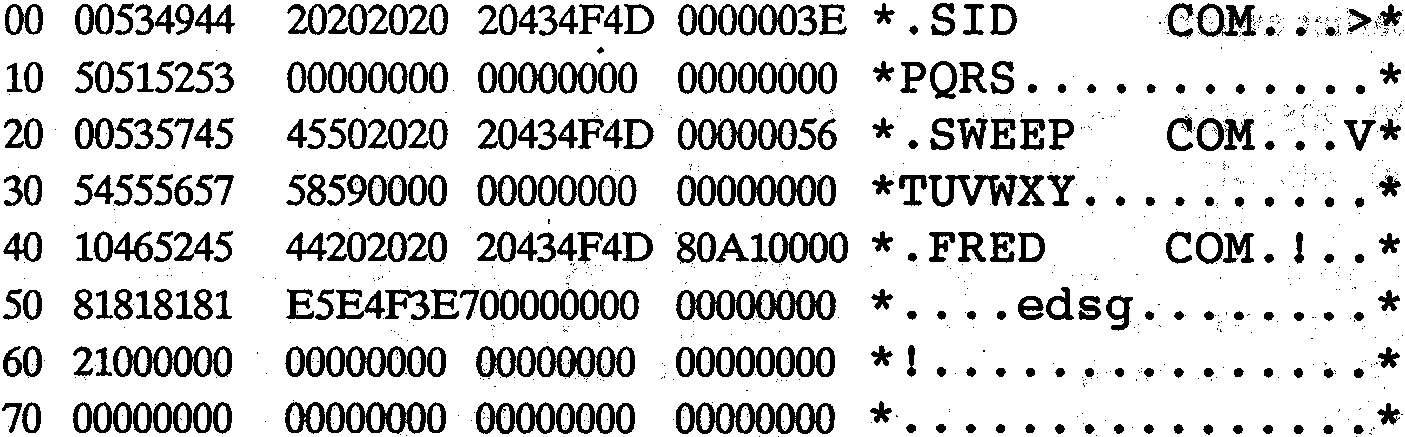 00 00534944 20202020 20434F4D 0000003E *.SID     COM...>*
10 50515253 00000000 00000000 00000000 *PQRS............*
20 00535745 45502020 20434F4D 00000056 *.SWEEP   COM...V*
30 54555657 58590000 00000000 00000000 *TUVWXY..........*
40 10465245 44202020 20434F4D 80A10000 *.FRED    COM.!..*
50 81818181 E5E4F3E700000000 00000000 *....edsg........*
60 21000000 00000000 00000000 00000000 *!...............*
70 00000000 00000000 00000000 00000000 *................*